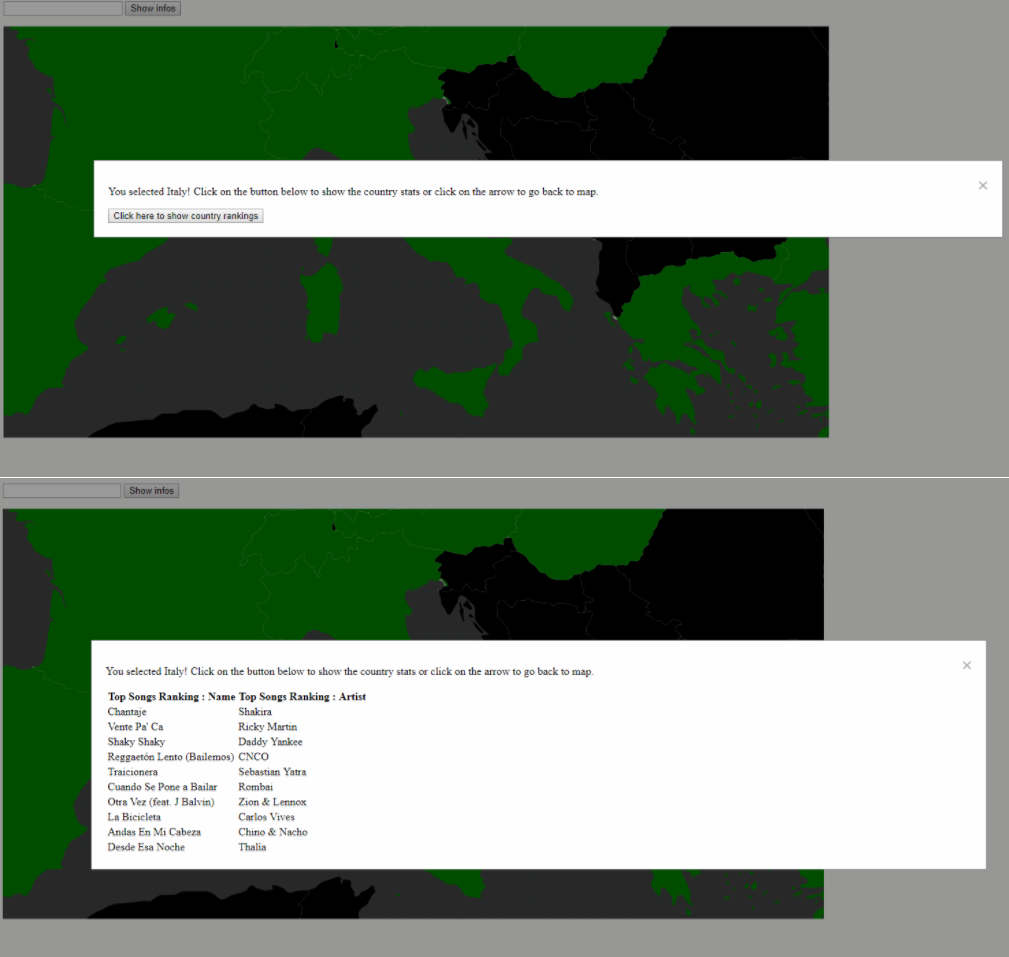 Show infos
You selected Italy! Click on the button below to show the country stats or click on the arrow to go back to map.
×
Click here to show country rankings
Show infos
You selected Italy! Click on the button below to show the country stats or click on the arrow to go back to map.
×
Top Songs Ranking : Name Top Songs Ranking : Artist
Chantaje Shakira
Vente Pa' Ca Ricky Martin
Shaky Shaky Daddy Yankee
Reggaetón Lento (Bailemos) CNCO
Traicionera Sebastian Yatra
Cuando Se Pone a Bailar Rombai
Otra Vez (feat. J Balvin) Zion & Lennox
La Bicicleta Carlos Vives
Andas En Mi Cabeza Chino & Nacho
Desde Esa Noche Thalía